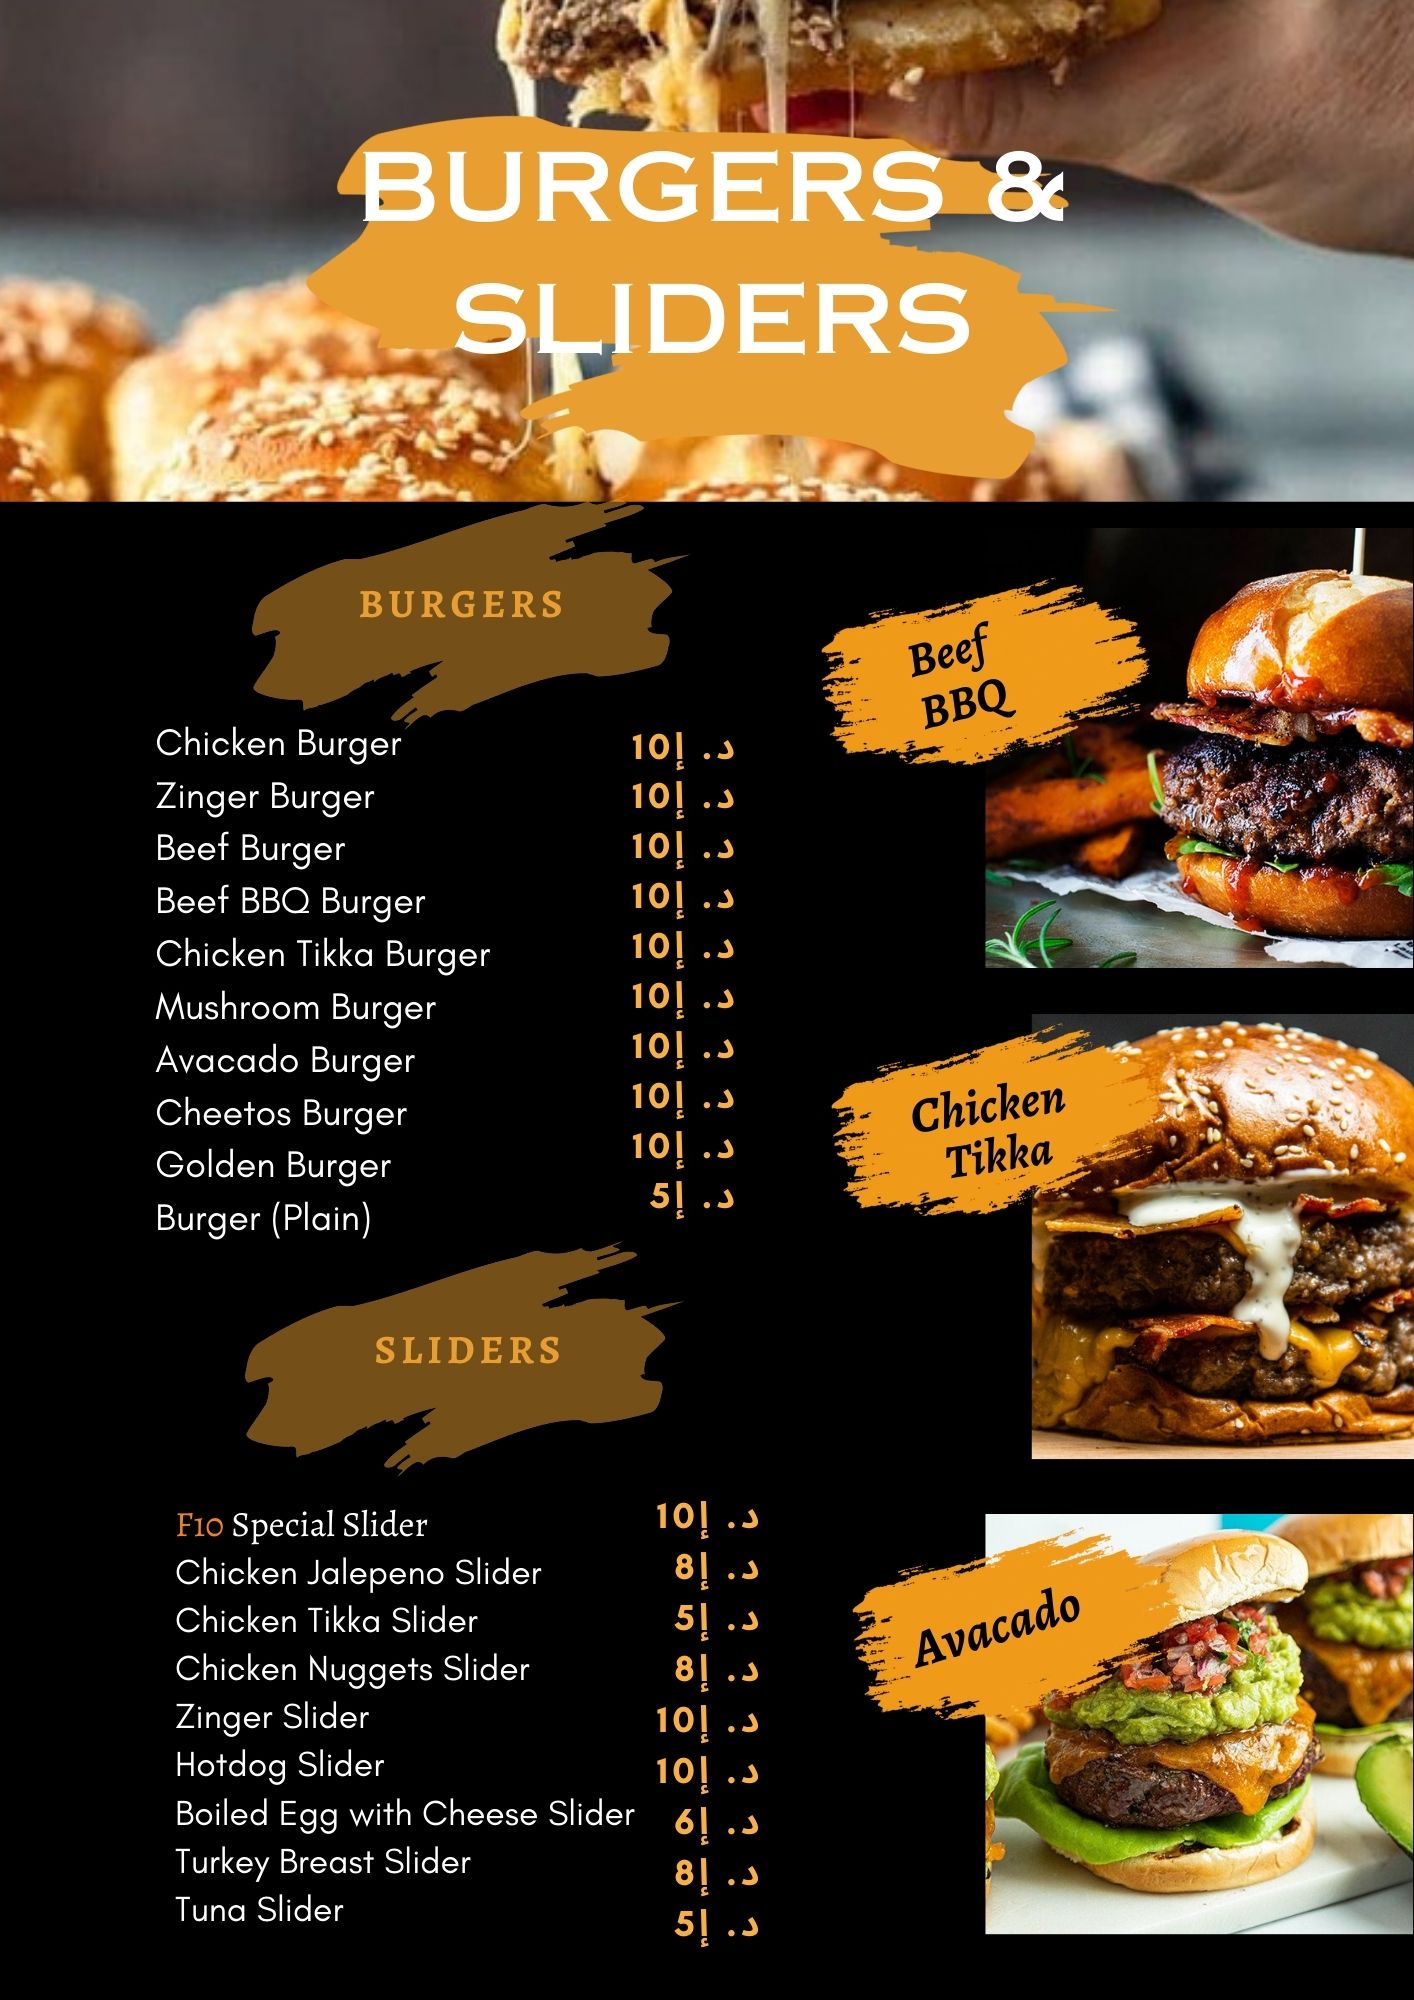 BURGERS &
SLIDERS
BURGERS
Chicken Burger د. إ10
Zinger Burger د. إ10
Beef Burger د. إ10
Beef BBQ Burger د. إ10
Chicken Tikka Burger د. إ10
Mushroom Burger د. إ10
Avacado Burger د. إ10
Cheetos Burger د. إ10
Golden Burger د. إ10
Burger (Plain) د. إ5
Beef
BBQ
Chicken
Tikka
SLIDERS
F10 Special Slider د. إ10
Chicken Jalepeno Slider د. إ8
Chicken Tikka Slider د. إ5
Chicken Nuggets Slider د. إ8
Zinger Slider د. إ10
Hotdog Slider د. إ10
Boiled Egg with Cheese Slider د. إ6
Turkey Breast Slider د. إ8
Tuna Slider د. إ5
Avacado